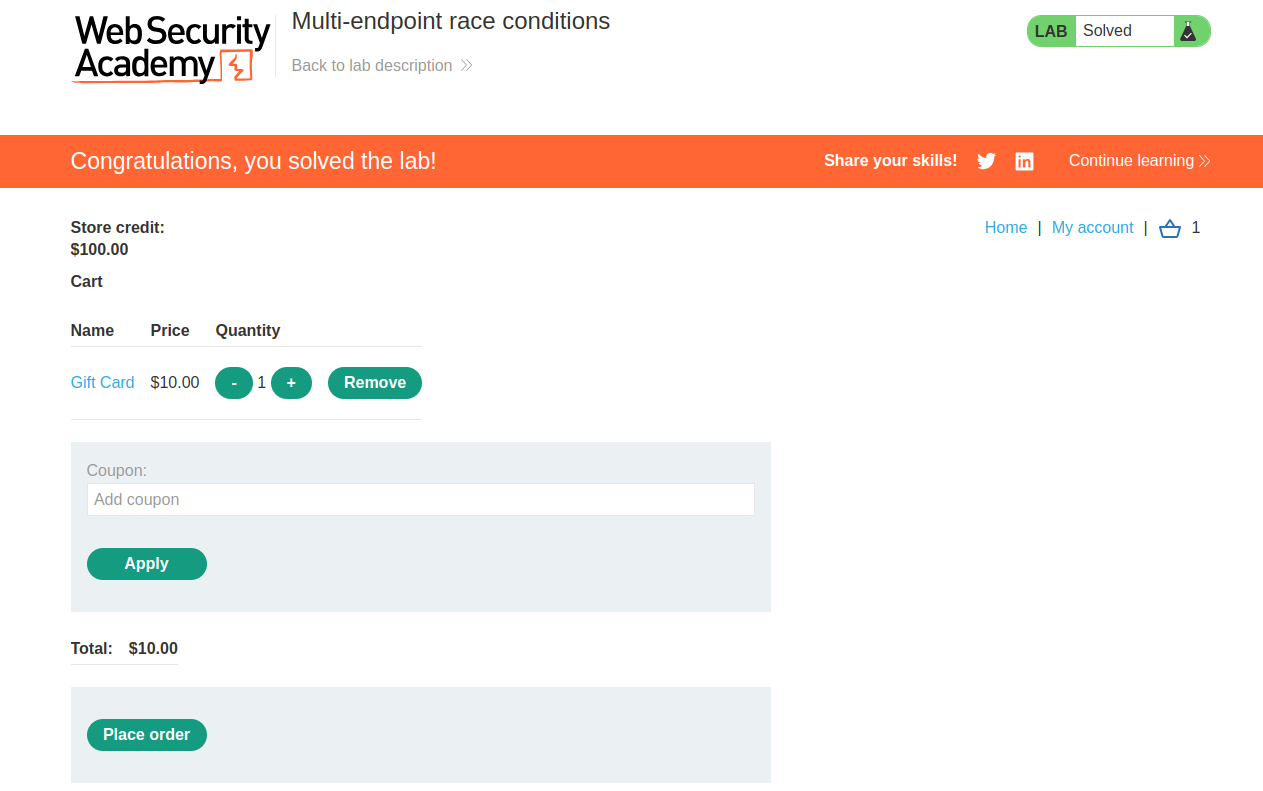 Web Security
Academy
Multi-endpoint race conditions
Back to lab description
LAB Solved
Congratulations, you solved the lab!
Share your skills!
Continue learning
Store credit:
$100.00
Home | My account | 1
Cart
Name Price Quantity
Gift Card $10.00 - 1 + Remove
Coupon:
Add coupon
Apply
Total: $10.00
Place order